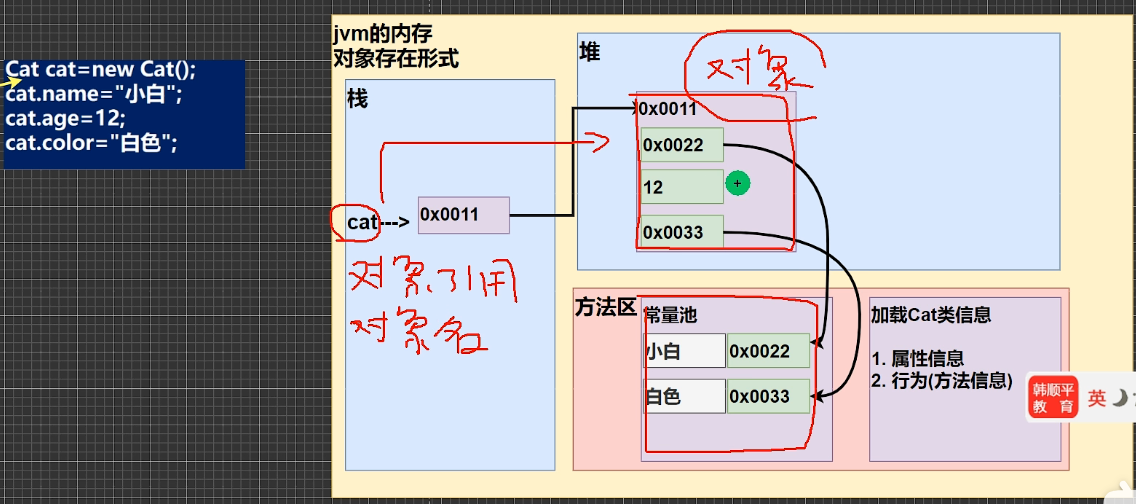 Cat cat=new Cat();
cat.name="小白";
cat.age=12;
cat.color="白色";
jvm的内存
对象存在形式
栈
cat--->
0x0011
对象引用
对象名
堆
对象
0x0011
0x0022
12
0x0033
方法区
常量池
小白
0x0022
白色
0x0033
加载Cat类信息
1. 属性信息
2. 行为(方法信息)
韩顺平
教 育
英